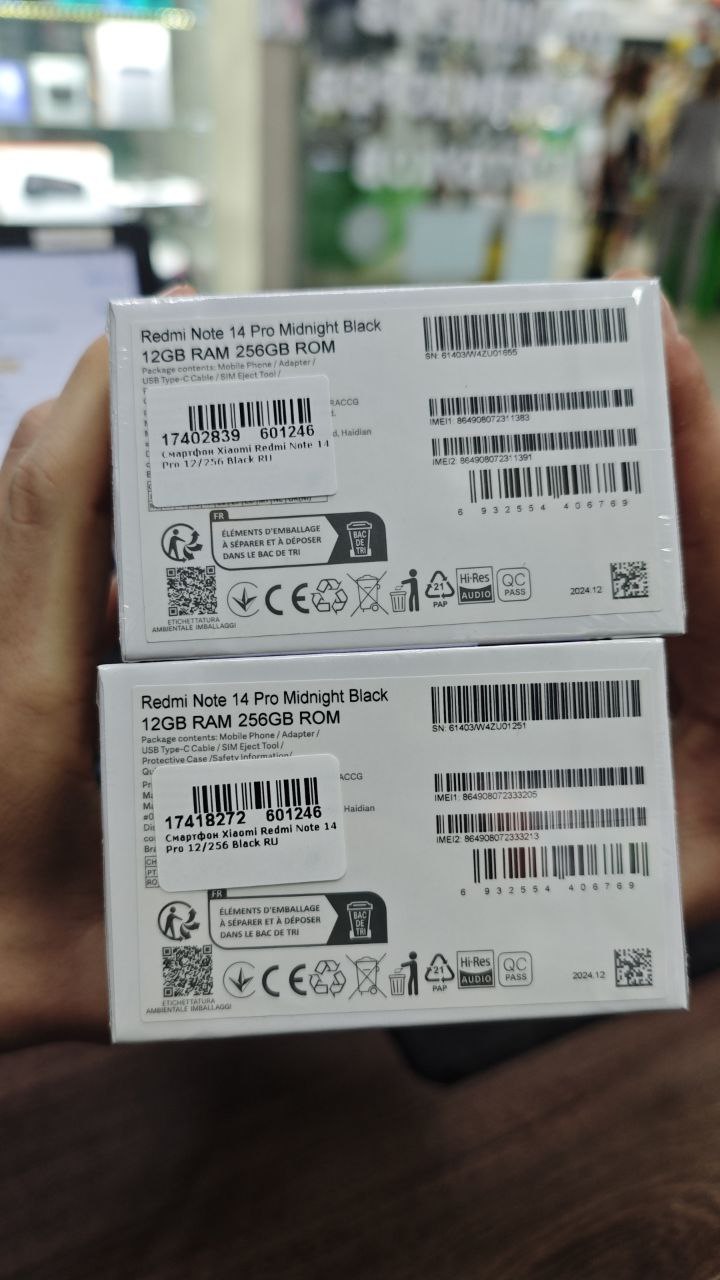 Redmi Note 14 Pro Midnight Black
12GB RAM 256GB ROM
Package contents: Mobile Phone / Adapter /
USB Type-C Cable / SIM Eject Tool /
RACCG
d, Haidian
17402839 601246
Смартфон Xiaomi Redmi Note 14
Pro 12/256 Black RU
FR
ÉLÉMENTS D'EMBALLAGE
À SÉPARER ET À DÉPOSER
DANS LE BAC DE TRI
BAC
DE
TRI
ETICHETTATURA
AMBIENTALE IMBALLAGGI
CE
21
PAP
Hi-Res
AUDIO
QC
PASS
2024.12
SN: 61403/W4ZU01655
IMEI1: 864908072311383
IMEI2: 864908072311391
6 932554 406769
Redmi Note 14 Pro Midnight Black
12GB RAM 256GB ROM
Package contents: Mobile Phone / Adapter /
USB Type-C Cable / SIM Eject Tool /
Protective Case /Safety Information/
ACCG
Haidian
17418272 601246
Смартфон Xiaomi Redmi Note 14
Pro 12/256 Black RU
FR
ÉLÉMENTS D'EMBALLAGE
À SÉPARER ET À DÉPOSER
DANS LE BAC DE TRI
BAC
DE
TRI
ETICHETTATURA
AMBIENTALE IMBALLAGGI
CE
21
PAP
Hi-Res
AUDIO
QC
PASS
2024.12
SN: 61403/W4ZU01251
IMEI1: 864908072333205
IMEI2: 864908072333213
6 932554 406769